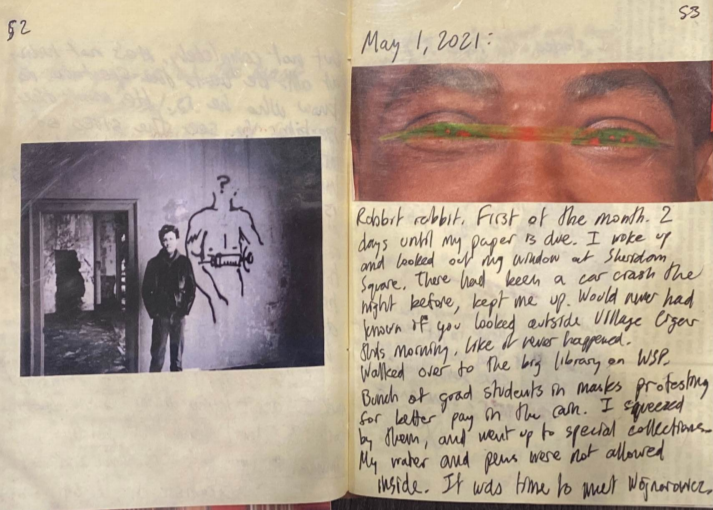 52
?
53
May 1, 2021:
Rabbit rabbit. First of the month. 2
days until my paper is due. I woke up
and looked out my window at Sheridan
Square. There had been a car crash the
night before, kept me up. Would never had
known if you looked outside Village Cigar
this morning, like it never happened.
Walked over to the big library on WSP.
Bunch of grad students in masks protesting
for better pay in the rain. I squeezed
by them, and went up to special collections.
My water and pens were not allowed
inside. It was time to meet Wojnarowicz.